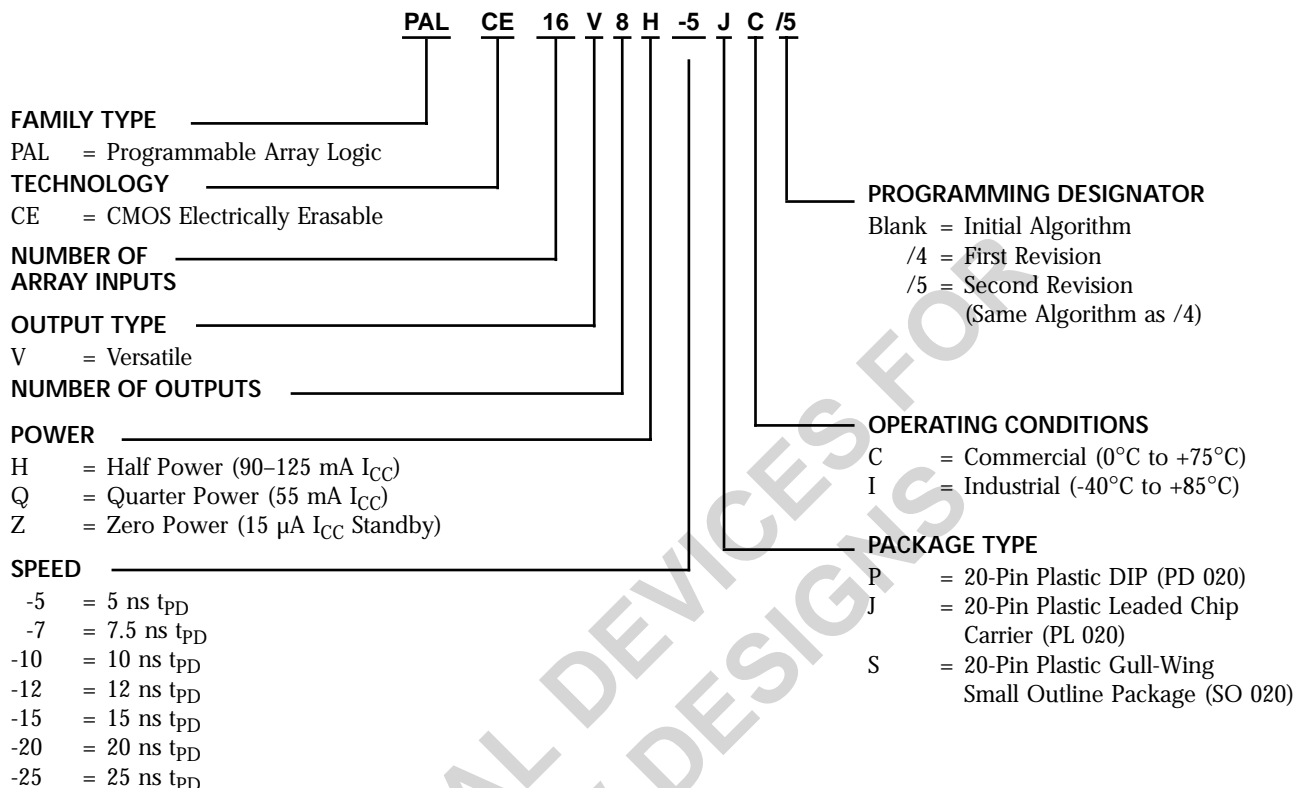 PAL CE 16 V 8 H -5 J C /5
FAMILY TYPE
PAL = Programmable Array Logic
TECHNOLOGY
CE = CMOS Electrically Erasable
NUMBER OF
ARRAY INPUTS
OUTPUT TYPE
V = Versatile
NUMBER OF OUTPUTS
POWER
H = Half Power (90–125 mA ICC)
Q = Quarter Power (55 mA ICC)
Z = Zero Power (15 µA ICC Standby)
SPEED
-5 = 5 ns tPD
-7 = 7.5 ns tPD
-10 = 10 ns tPD
-12 = 12 ns tPD
-15 = 15 ns tPD
-20 = 20 ns tPD
-25 = 25 ns tPD
PROGRAMMING DESIGNATOR
Blank = Initial Algorithm
/4 = First Revision
/5 = Second Revision
(Same Algorithm as /4)
OPERATING CONDITIONS
C = Commercial (0°C to +75°C)
I = Industrial (-40°C to +85°C)
PACKAGE TYPE
P = 20-Pin Plastic DIP (PD 020)
J = 20-Pin Plastic Leaded Chip
Carrier (PL 020)
S = 20-Pin Plastic Gull-Wing
Small Outline Package (SO 020)
DEVICES FOR
DESIGNS